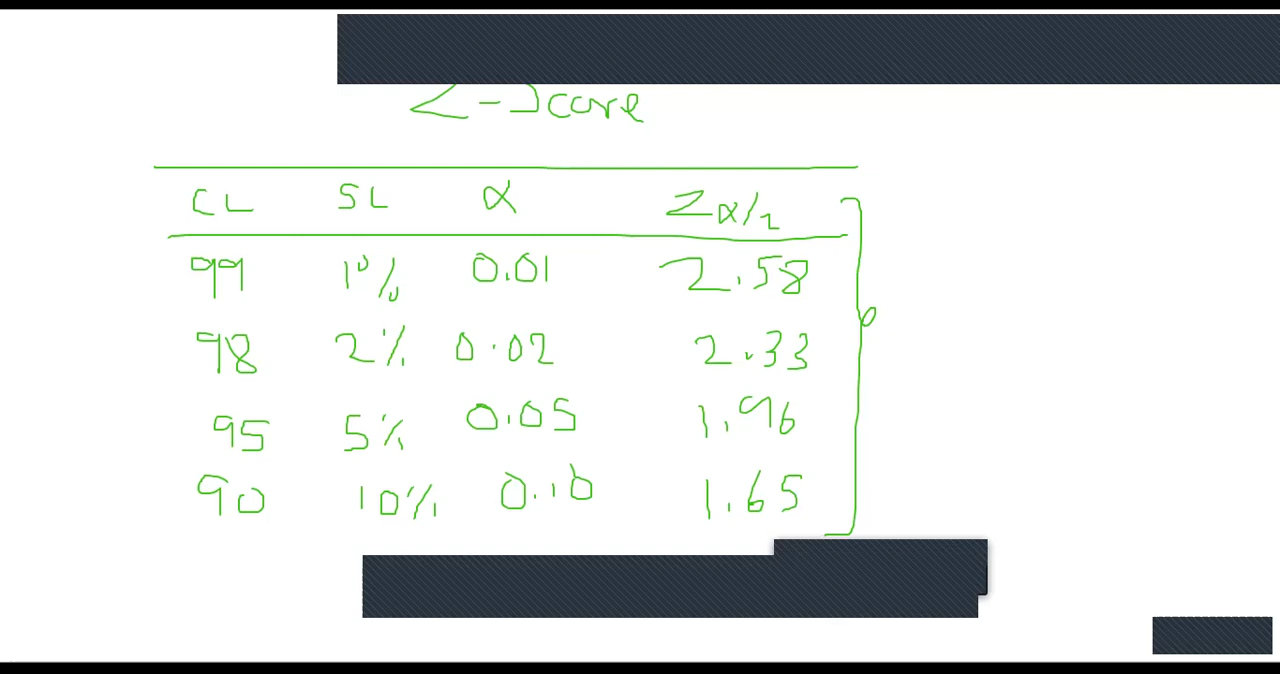 Z-Score
CL SL α Zα/2
99 1% 0.01 2.58
98 2% 0.02 2.33
95 5% 0.05 1.96
90 10% 0.10 1.65